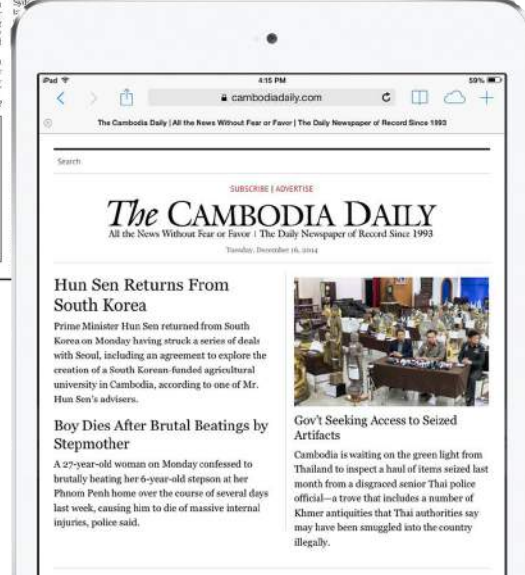 iPad
4:15 PM
59%
cambodiadaily.com
The Cambodia Daily | All the News Without Fear or Favor | The Daily Newspaper of Record Since 1993
Search
SUBSCRIBE | ADVERTISE
The CAMBODIA DAILY
All the News Without Fear or Favor | The Daily Newspaper of Record Since 1993
Tuesday, December 16, 2014
Hun Sen Returns From
South Korea
Prime Minister Hun Sen returned from South
Korea on Monday having struck a series of deals
with Seoul, including an agreement to explore the
creation of a South Korean-funded agricultural
university in Cambodia, according to one of Mr.
Hun Sen's advisers.
Boy Dies After Brutal Beatings by
Stepmother
A 27-year-old woman on Monday confessed to
brutally beating her 6-year-old stepson at her
Phnom Penh home over the course of several days
last week, causing him to die of massive internal
injuries, police said.
Gov't Seeking Access to Seized
Artifacts
Cambodia is waiting on the green light from
Thailand to inspect a haul of items seized last
month from a disgraced senior Thai police
official—a trove that includes a number of
Khmer antiquities that Thai authorities say
may have been smuggled into the country
illegally.